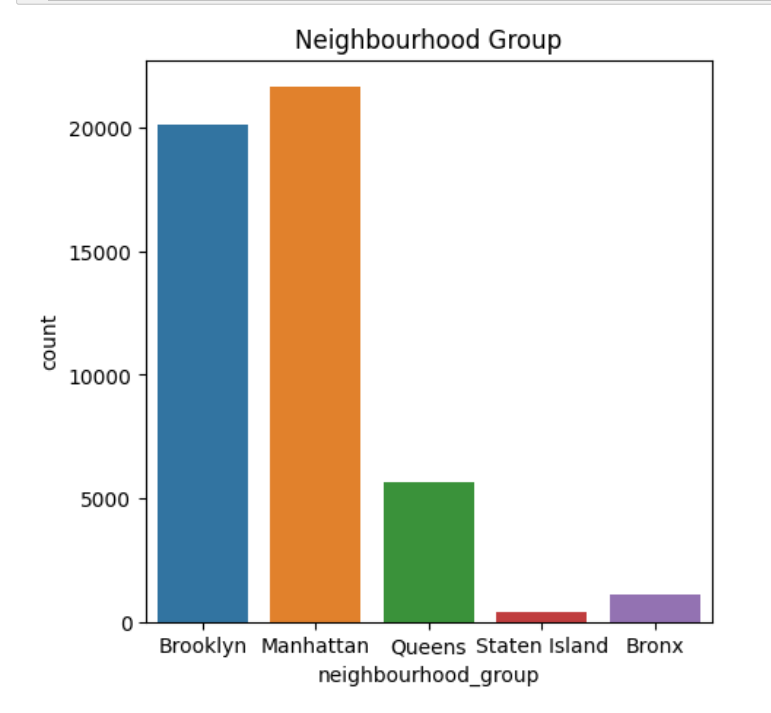 Neighbourhood Group
20000
15000
10000
5000
0
count
Brooklyn Manhattan Queens Staten Island Bronx
neighbourhood_group